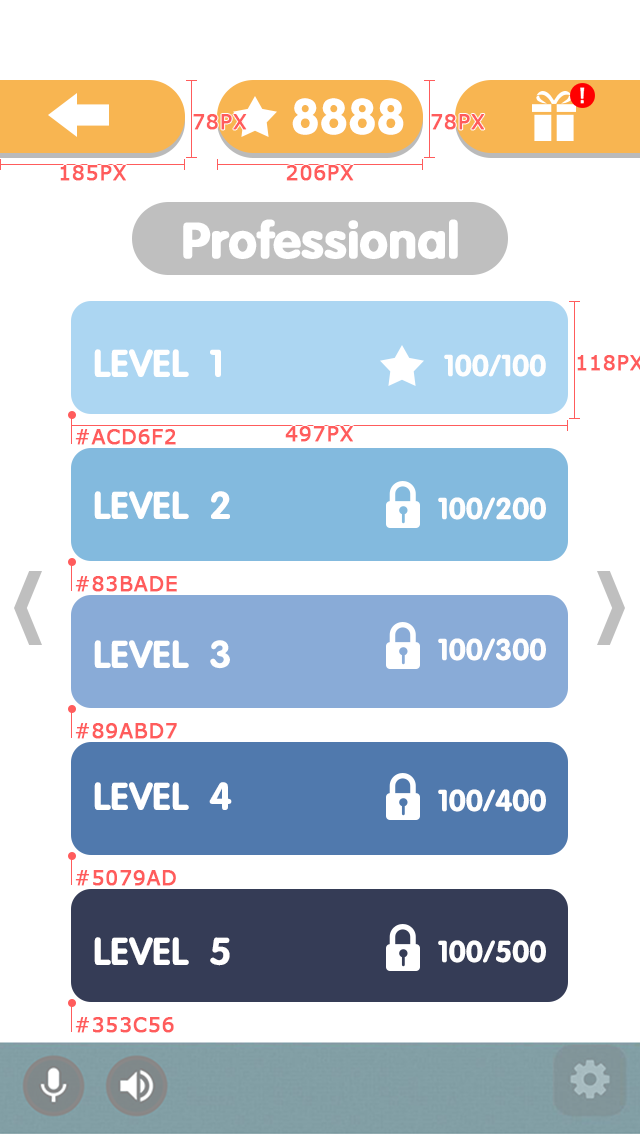 78PX 8888 78PX !
185PX 206PX
Professional
LEVEL 1 100/100
118PX
#ACD6F2 497PX
LEVEL 2 100/200
#83BADE
LEVEL 3 100/300
#89ABD7
LEVEL 4 100/400
#5079AD
LEVEL 5 100/500
#353C56